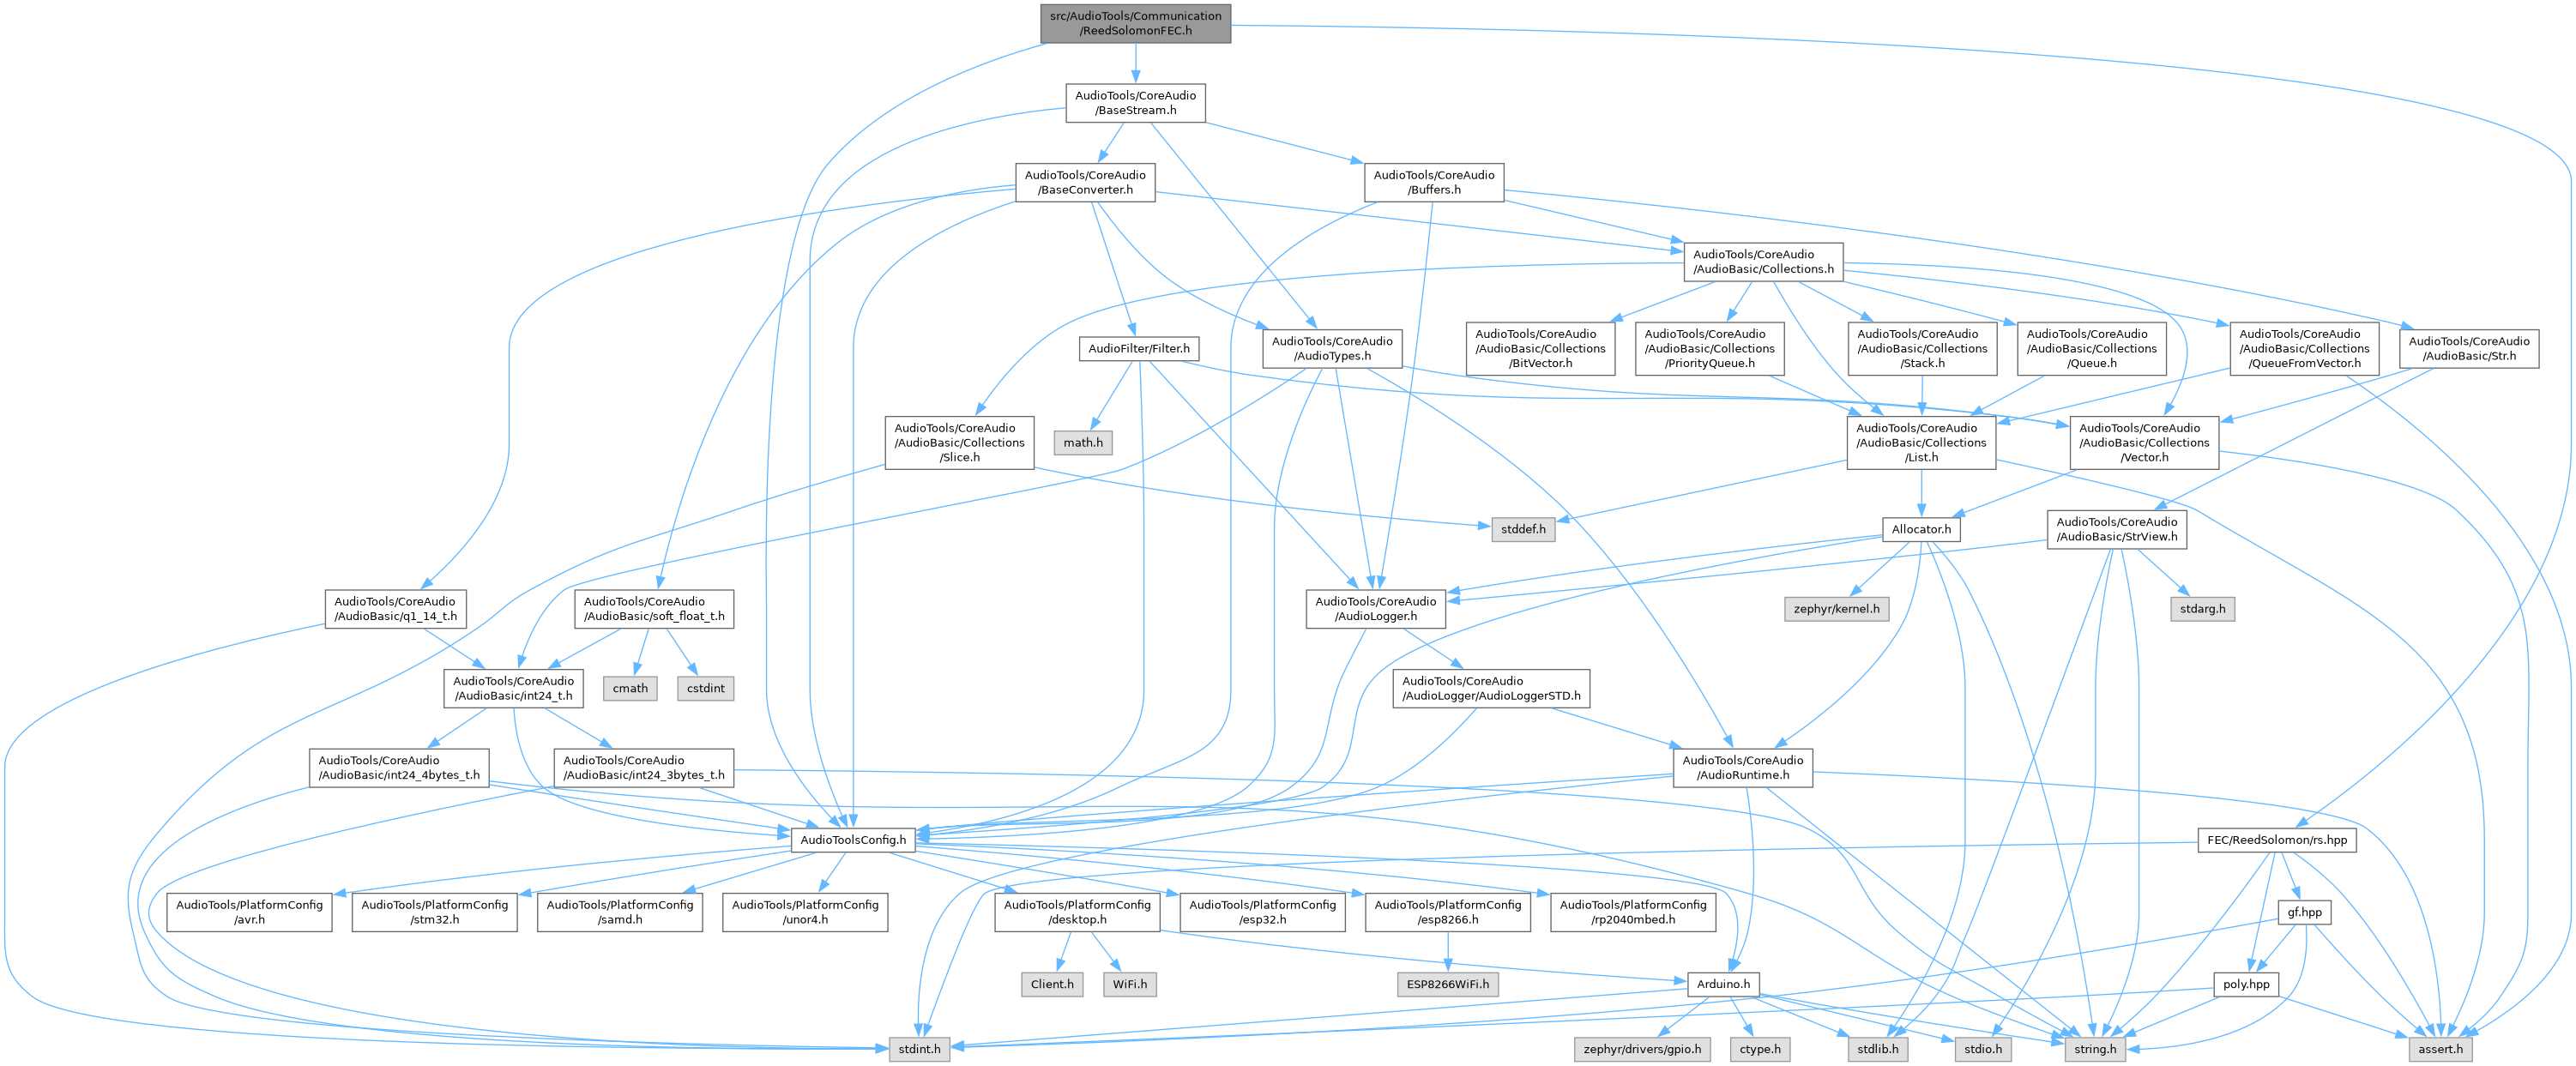 src/AudioTools/Communication
/ReedSolomonFEC.h
AudioTools/CoreAudio
/BaseStream.h
AudioTools/CoreAudio
/BaseConverter.h
AudioTools/CoreAudio
/Buffers.h
AudioTools/CoreAudio
/AudioBasic/Collections.h
AudioFilter/Filter.h
AudioTools/CoreAudio
/AudioTypes.h
AudioTools/CoreAudio
/AudioBasic/Collections
/BitVector.h
AudioTools/CoreAudio
/AudioBasic/Collections
/PriorityQueue.h
AudioTools/CoreAudio
/AudioBasic/Collections
/Stack.h
AudioTools/CoreAudio
/AudioBasic/Collections
/Queue.h
AudioTools/CoreAudio
/AudioBasic/Collections
/QueueFromVector.h
AudioTools/CoreAudio
/AudioBasic/Str.h
AudioTools/CoreAudio
/AudioBasic/Collections
/Slice.h
math.h
AudioTools/CoreAudio
/AudioBasic/Collections
/List.h
AudioTools/CoreAudio
/AudioBasic/Collections
/Vector.h
stddef.h
Allocator.h
AudioTools/CoreAudio
/AudioBasic/StrView.h
AudioTools/CoreAudio
/AudioBasic/q1_14_t.h
AudioTools/CoreAudio
/AudioBasic/soft_float_t.h
AudioTools/CoreAudio
/AudioLogger.h
zephyr/kernel.h
stdarg.h
AudioTools/CoreAudio
/AudioBasic/int24_t.h
cmath
cstdint
AudioTools/CoreAudio
/AudioLogger/AudioLoggerSTD.h
AudioTools/CoreAudio
/AudioBasic/int24_4bytes_t.h
AudioTools/CoreAudio
/AudioBasic/int24_3bytes_t.h
AudioTools/CoreAudio
/AudioRuntime.h
AudioToolsConfig.h
FEC/ReedSolomon/rs.hpp
AudioTools/PlatformConfig
/avr.h
AudioTools/PlatformConfig
/stm32.h
AudioTools/PlatformConfig
/samd.h
AudioTools/PlatformConfig
/unor4.h
AudioTools/PlatformConfig
/desktop.h
AudioTools/PlatformConfig
/esp32.h
AudioTools/PlatformConfig
/esp8266.h
AudioTools/PlatformConfig
/rp2040mbed.h
gf.hpp
Client.h
WiFi.h
ESP8266WiFi.h
Arduino.h
poly.hpp
stdint.h
zephyr/drivers/gpio.h
ctype.h
stdlib.h
stdio.h
string.h
assert.h